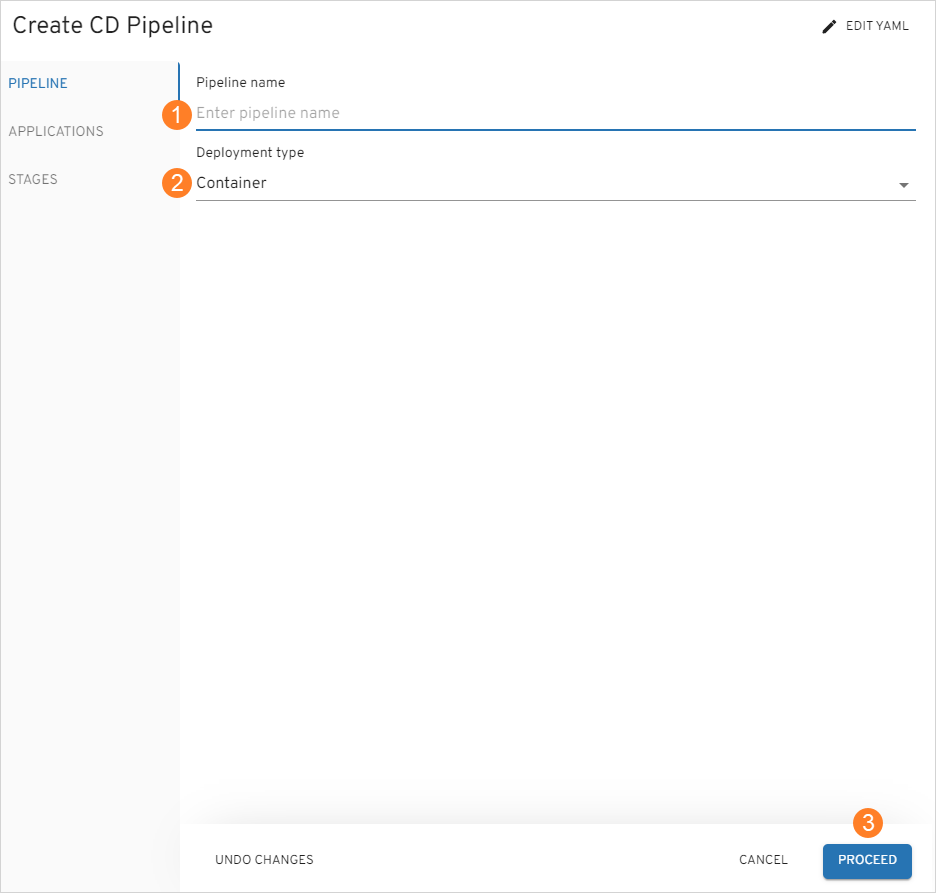 Create CD Pipeline
EDIT YAML
PIPELINE
APPLICATIONS
STAGES
Pipeline name
1 Enter pipeline name
Deployment type
2 Container
3
UNDO CHANGES
CANCEL
PROCEED